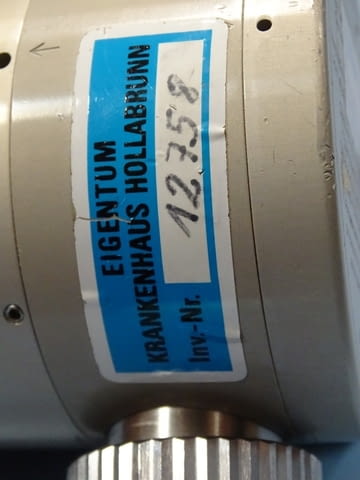 EIGENTUM
KRANKENHAUS HOLLABRUNN
Inv.-Nr. 12758